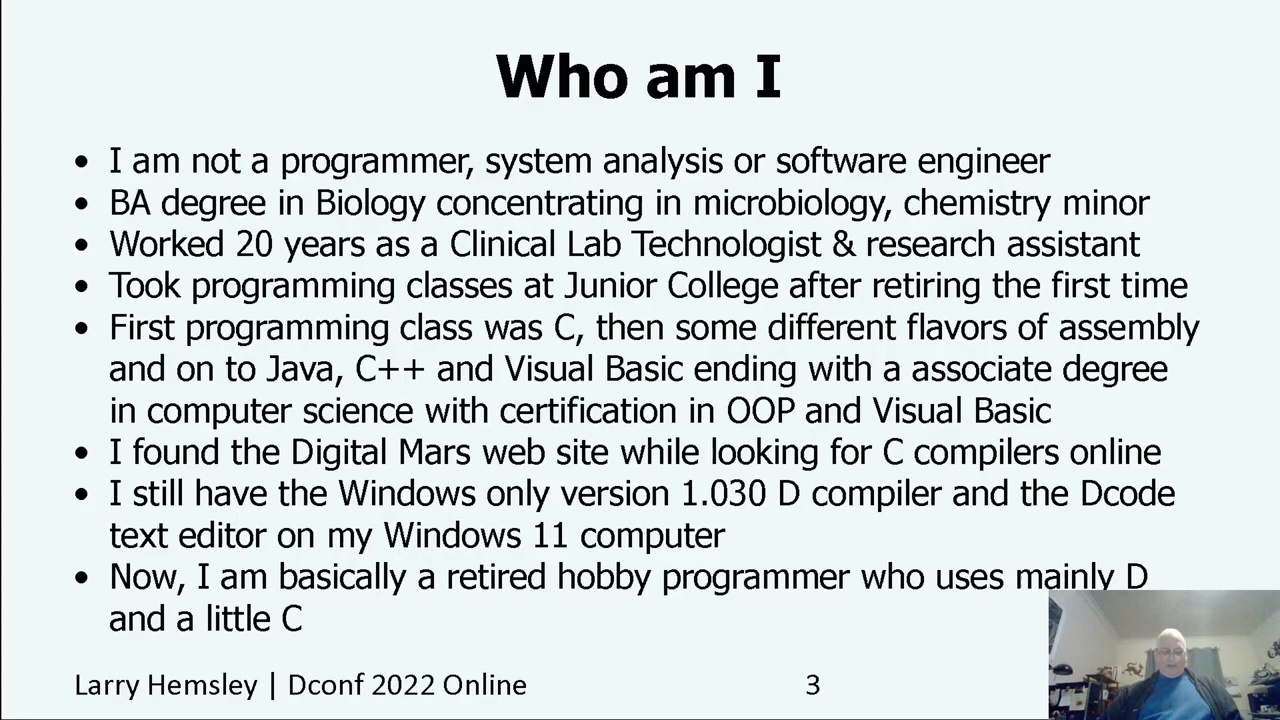 Who am I
• I am not a programmer, system analysis or software engineer
• BA degree in Biology concentrating in microbiology, chemistry minor
• Worked 20 years as a Clinical Lab Technologist & research assistant
• Took programming classes at Junior College after retiring the first time
• First programming class was C, then some different flavors of assembly
and on to Java, C++ and Visual Basic ending with a associate degree
in computer science with certification in OOP and Visual Basic
• I found the Digital Mars web site while looking for C compilers online
• I still have the Windows only version 1.030 D compiler and the Dcode
text editor on my Windows 11 computer
• Now, I am basically a retired hobby programmer who uses mainly D
and a little C
Larry Hemsley | Dconf 2022 Online 3